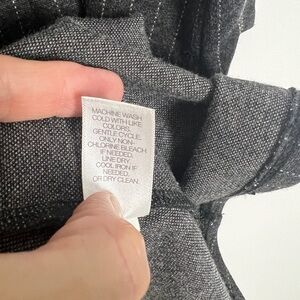 MACHINE WASH
COLD WITH LIKE
COLORS.
GENTLE CYCLE.
ONLY NON-
CHLORINE BLEACH
IF NEEDED.
LINE DRY.
COOL IRON IF
NEEDED.
OR DRY CLEAN.